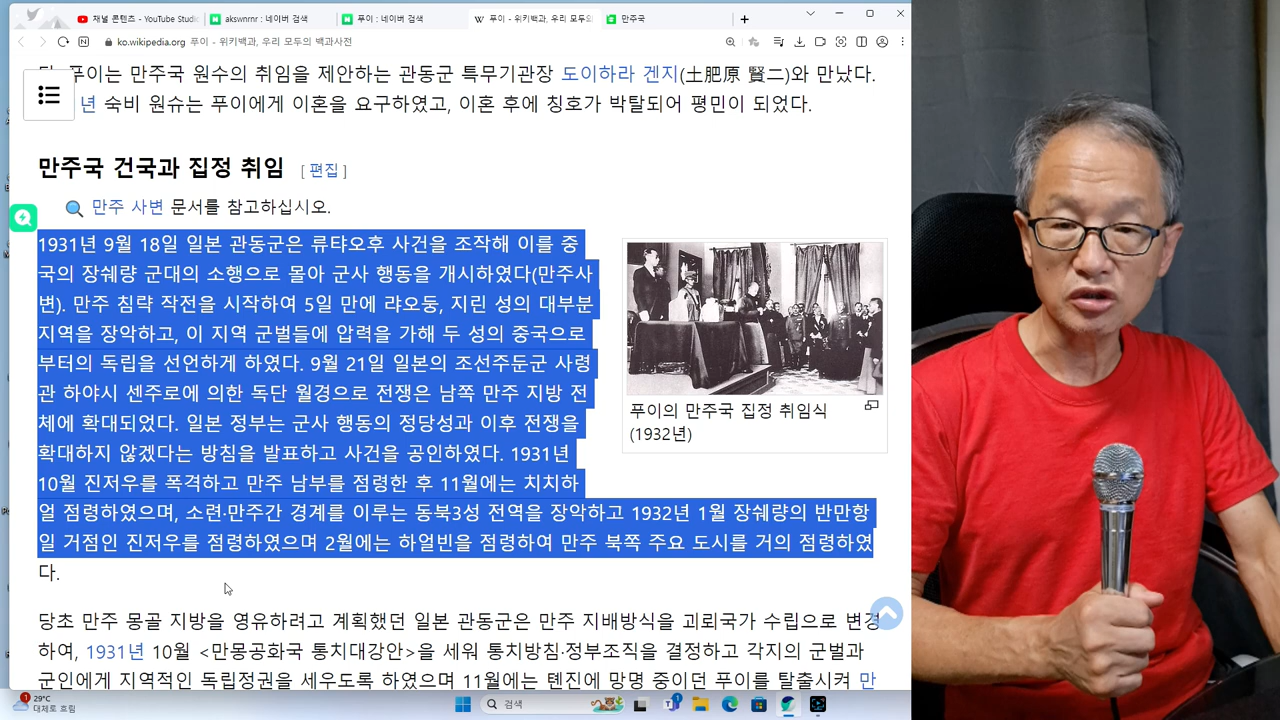 채널 콘텐츠 - YouTube Studi
akswnrnr : 네이버 검색
푸이 : 네이버 검색
푸이 - 위키백과, 우리 모두의
만주국
ko.wikipedia.org 푸이 - 위키백과, 우리 모두의 백과사전
푸이는 만주국 원수의 취임을 제안하는 관동군 특무기관장 도이하라 겐지(土肥原 賢二)와 만났다.
년 숙비 원슈는 푸이에게 이혼을 요구하였고, 이혼 후에 칭호가 박탈되어 평민이 되었다.
만주국 건국과 집정 취임 [ 편집 ]
만주 사변 문서를 참고하십시오.
1931년 9월 18일 일본 관동군은 류탸오후 사건을 조작해 이를 중
국의 장쉐량 군대의 소행으로 몰아 군사 행동을 개시하였다(만주사
변). 만주 침략 작전을 시작하여 5일 만에 랴오둥, 지린 성의 대부분
지역을 장악하고, 이 지역 군벌들에 압력을 가해 두 성의 중국으로
부터의 독립을 선언하게 하였다. 9월 21일 일본의 조선주둔군 사령
관 하야시 센주로에 의한 독단 월경으로 전쟁은 남쪽 만주 지방 전
체에 확대되었다. 일본 정부는 군사 행동의 정당성과 이후 전쟁을
확대하지 않겠다는 방침을 발표하고 사건을 공인하였다. 1931년
10월 진저우를 폭격하고 만주 남부를 점령한 후 11월에는 치치하
얼 점령하였으며, 소련·만주간 경계를 이루는 동북3성 전역을 장악하고 1932년 1월 장쉐량의 반만항
일 거점인 진저우를 점령하였으며 2월에는 하얼빈을 점령하여 만주 북쪽 주요 도시를 거의 점령하였
다.
푸이의 만주국 집정 취임식
(1932년)
당초 만주 몽골 지방을 영유하려고 계획했던 일본 관동군은 만주 지배방식을 괴뢰국가 수립으로 변경
하여, 1931년 10월 <만몽공화국 통치대강안>을 세워 통치방침·정부조직을 결정하고 각지의 군벌과
군인에게 지역적인 독립정권을 세우도록 하였으며 11월에는 톈진에 망명 중이던 푸이를 탈출시켜 만
29°C
대체로 흐림
검색